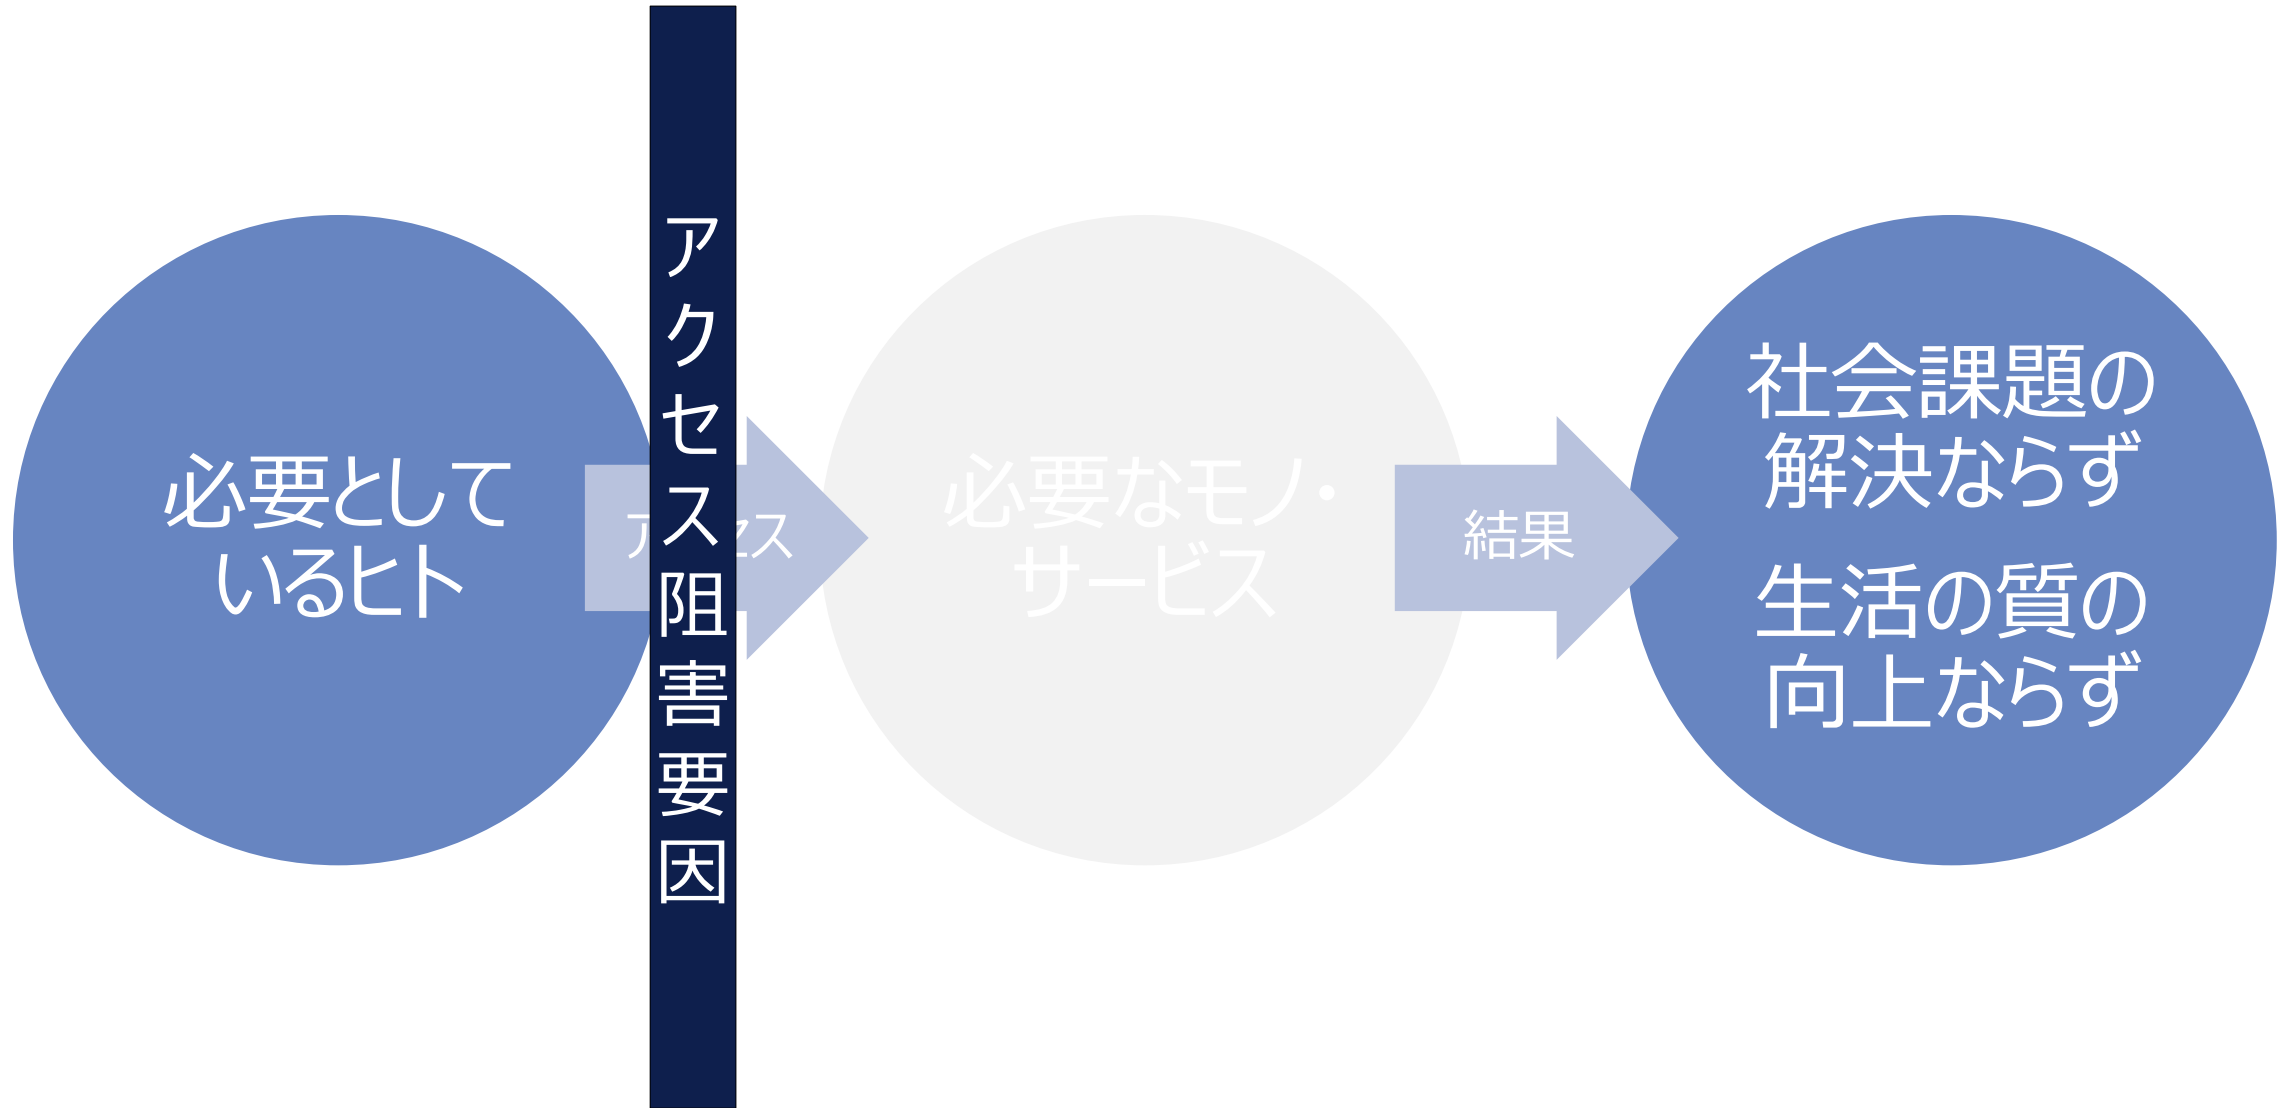 必要として
いるヒト
アクセス阻害要因
必要なモノ・
サービス
結果
社会課題の
解決ならず
生活の質の
向上ならず